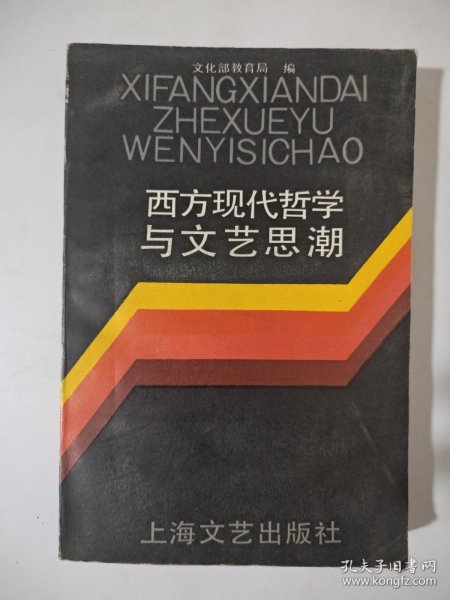 文化部教育局 编
XIFANGXIANDAI
ZHEXUEYU
WENYISICHAO
西方现代哲学
与文艺思潮
上海文艺出版社
孔夫子旧书网
www.kongfz.com